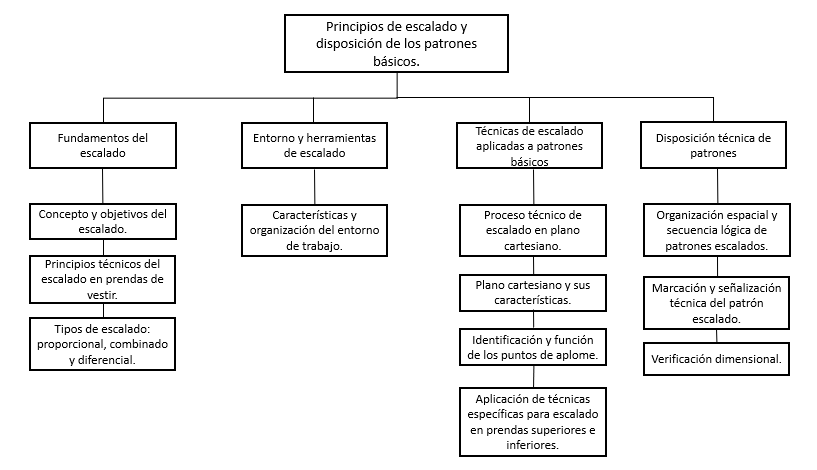 Principios de escalado y
disposición de los patrones
básicos.
Fundamentos del
escalado
Entorno y herramientas
de escalado
Técnicas de escalado
aplicadas a patrones
básicos
Disposición técnica de
patrones
Concepto y objetivos del
escalado.
Principios técnicos del
escalado en prendas de
vestir.
Tipos de escalado:
proporcional, combinado
y diferencial.
Características y
organización del entorno
de trabajo.
Proceso técnico de
escalado en plano
cartesiano.
Plano cartesiano y sus
características.
Identificación y función
de los puntos de aplome.
Aplicación de técnicas
específicas para escalado
en prendas superiores e
inferiores.
Organización espacial y
secuencia lógica de
patrones escalados.
Marcación y señalización
técnica del patrón
escalado.
Verificación dimensional.